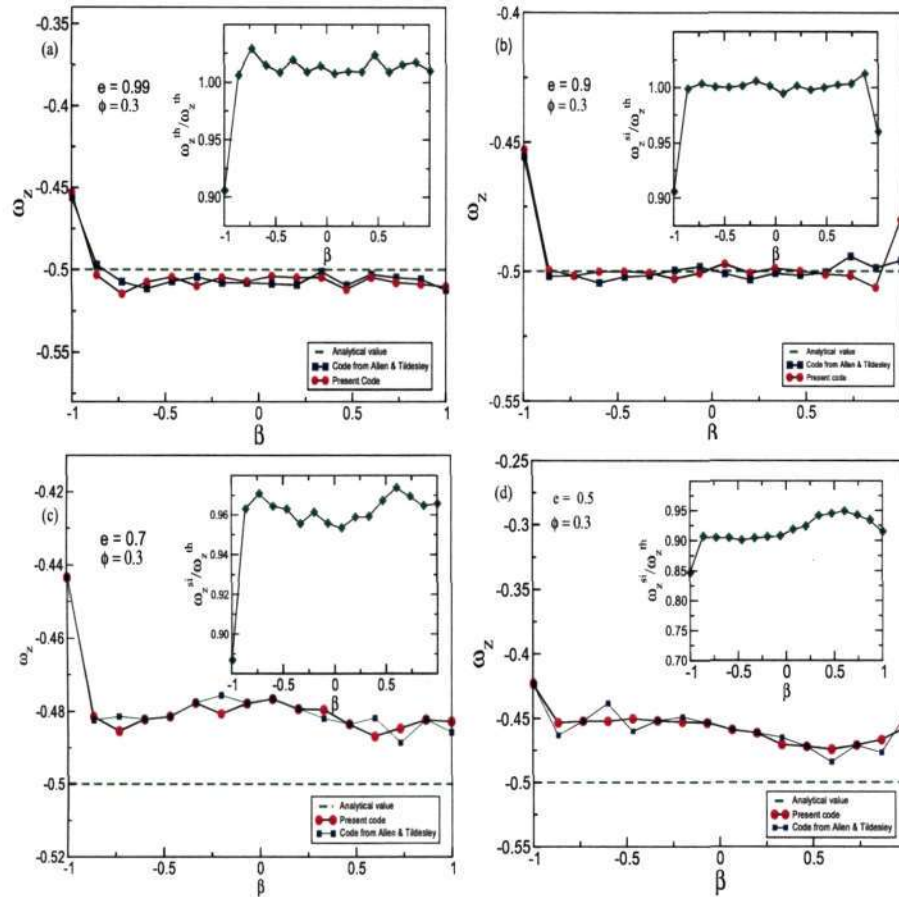 (a)
e = 0.99
ϕ = 0.3
-0.35
-0.4
-0.45
-0.5
-0.55
ω_z
-1
-0.5
0
0.5
1
β
1.00
0.95
0.90
ω_z^th/ω_z^th
-1
-0.5
0
0.5
β
Analytical value
Code from Allen & Tildesley
Present Code
(b)
e = 0.9
ϕ = 0.3
-0.4
-0.45
-0.5
-0.55
ω_z
-1
-0.5
0
0.5
β
1.00
0.95
0.90
ω_z^si/ω_z^th
-1
-0.5
0
0.5
β
Analytical value
Code from Allen & Tildesley
Present code
(c)
e = 0.7
ϕ = 0.3
-0.42
-0.44
-0.46
-0.48
-0.5
-0.52
ω_z
-1
-0.5
0
0.5
1
β
0.96
0.94
0.92
0.90
0.88
ω_z^si/ω_z^th
-1
-0.5
0
0.5
β
Analytical value
Present code
Code from Allen & Tildesley
(d)
e = 0.5
ϕ = 0.3
-0.25
-0.3
-0.35
-0.4
-0.45
-0.5
-0.55
ω_z
-1
-0.5
0
0.5
β
0.95
0.90
0.85
0.80
0.75
0.70
ω_z^si/ω_z^th
-1
-0.5
0
0.5
1
β
Analytical value
Present code
Code from Allen & Tildesley